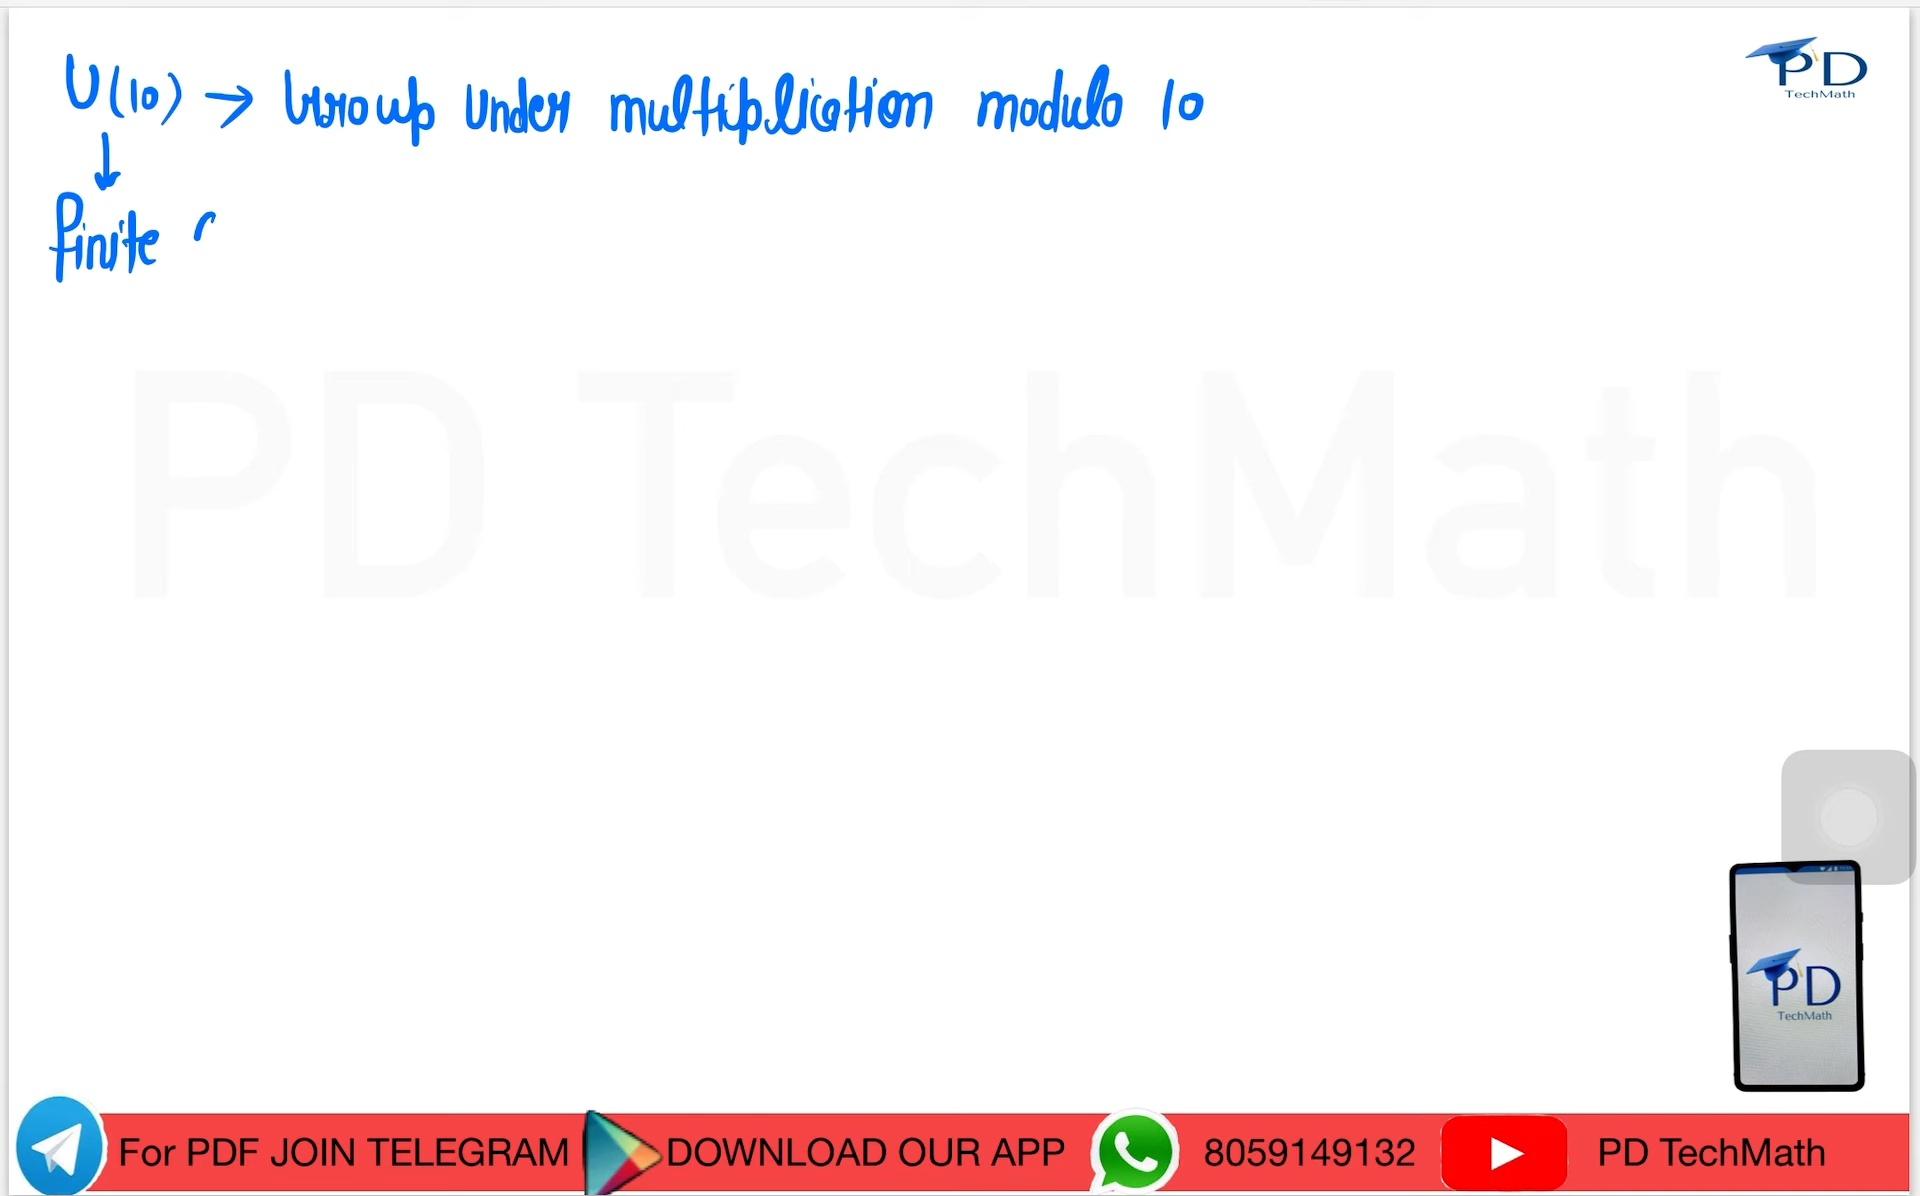 U(10) → Group under multiplication modulo 10
PD
TechMath
↓
finite
PD TechMath
PD
TechMath
For PDF JOIN TELEGRAM DOWNLOAD OUR APP 8059149132 PD TechMath